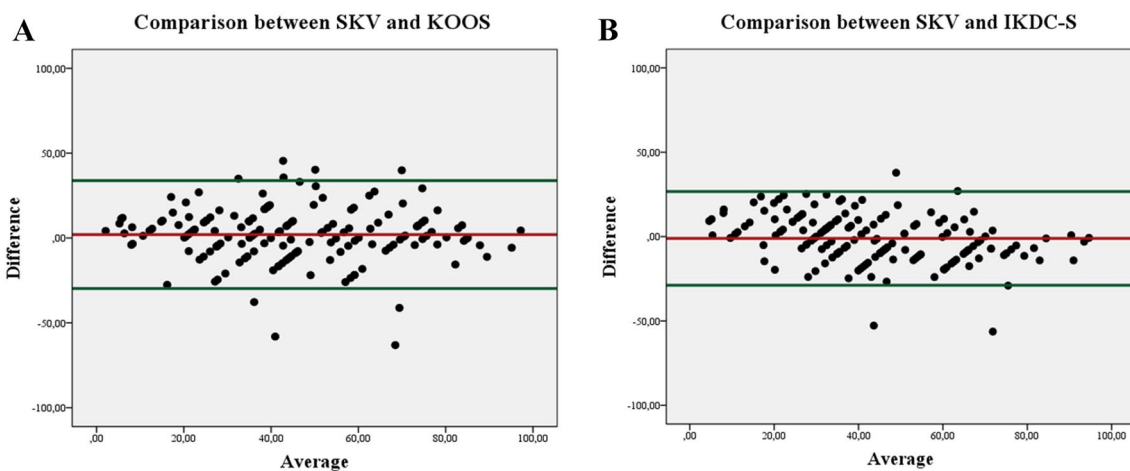 A
Comparison between SKV and KOOS
100,00
50,00
,00
-50,00
-100,00
Difference
,00 20,00 40,00 60,00 80,00 100,00
Average
B
Comparison between SKV and IKDC-S
100,00
50,00
,00
-50,00
-100,00
Difference
,00 20,00 40,00 60,00 80,00 100,00
Average